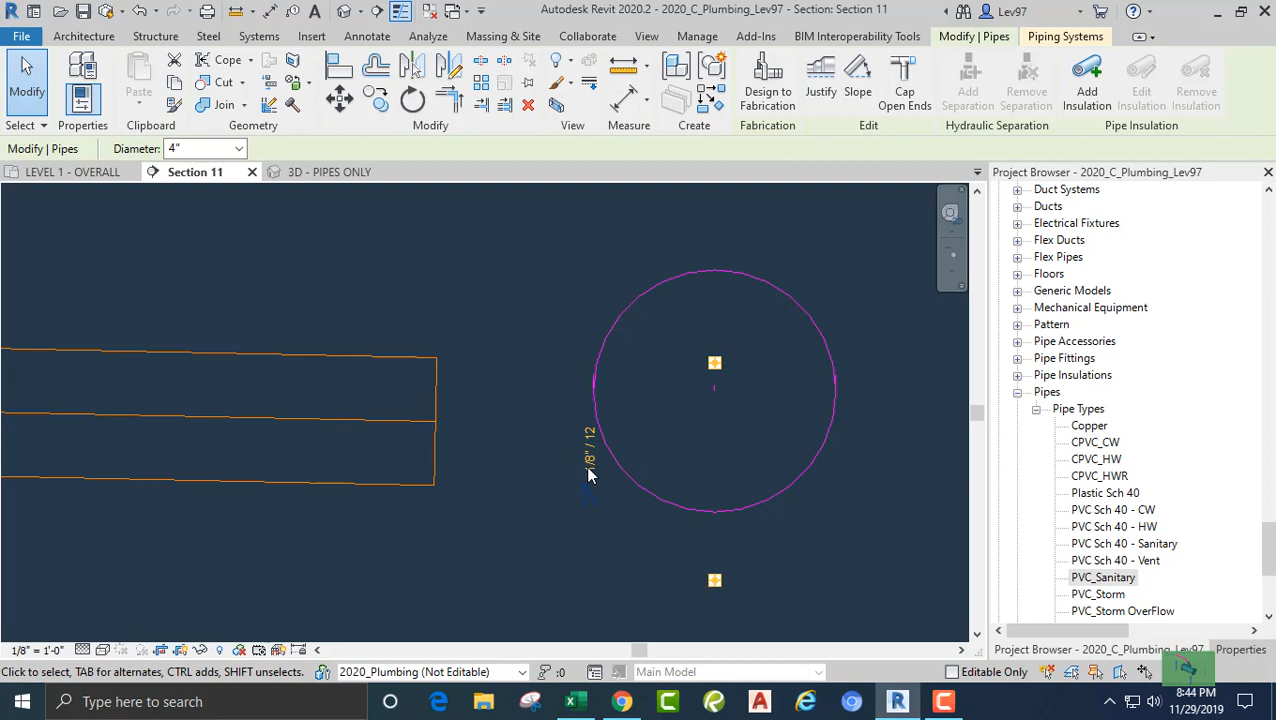 Autodesk Revit 2020.2 - 2020_C_Plumbing_Lev97 - Section: Section 11
Lev97
File Architecture Structure Steel Systems Insert Annotate Analyze Massing & Site Collaborate View Manage Add-Ins BIM Interoperability Tools Modify | Pipes Piping Systems
Modify
Paste
Cope
Cut
Join
Design to Fabrication
Justify
Slope
Cap Open Ends
Add Separation
Remove Separation
Add Insulation
Edit Insulation
Remove Insulation
Select Properties Clipboard Geometry Modify View Measure Create Fabrication Edit Hydraulic Separation Pipe Insulation
Modify | Pipes Diameter: 4"
LEVEL 1 - OVERALL Section 11 3D - PIPES ONLY
Project Browser - 2020_C_Plumbing_Lev97
Duct Systems
Ducts
Electrical Fixtures
Flex Ducts
Flex Pipes
Floors
Generic Models
Mechanical Equipment
Pattern
Pipe Accessories
Pipe Fittings
Pipe Insulations
Pipes
Pipe Types
Copper
CPVC_CW
CPVC_HW
CPVC_HWR
Plastic Sch 40
PVC Sch 40 - CW
PVC Sch 40 - HW
PVC Sch 40 - Sanitary
PVC Sch 40 - Vent
PVC_Sanitary
PVC_Storm
PVC_Storm OverFlow
1/8" / 12
1/8" = 1'-0"
Project Browser - 2020_C_Plumbing_Lev97 Properties
Click to select, TAB for alternates, CTRL adds, SHIFT unselects.
2020_Plumbing (Not Editable)
:0
Main Model
Editable Only
Type here to search
8:44 PM
11/29/2019